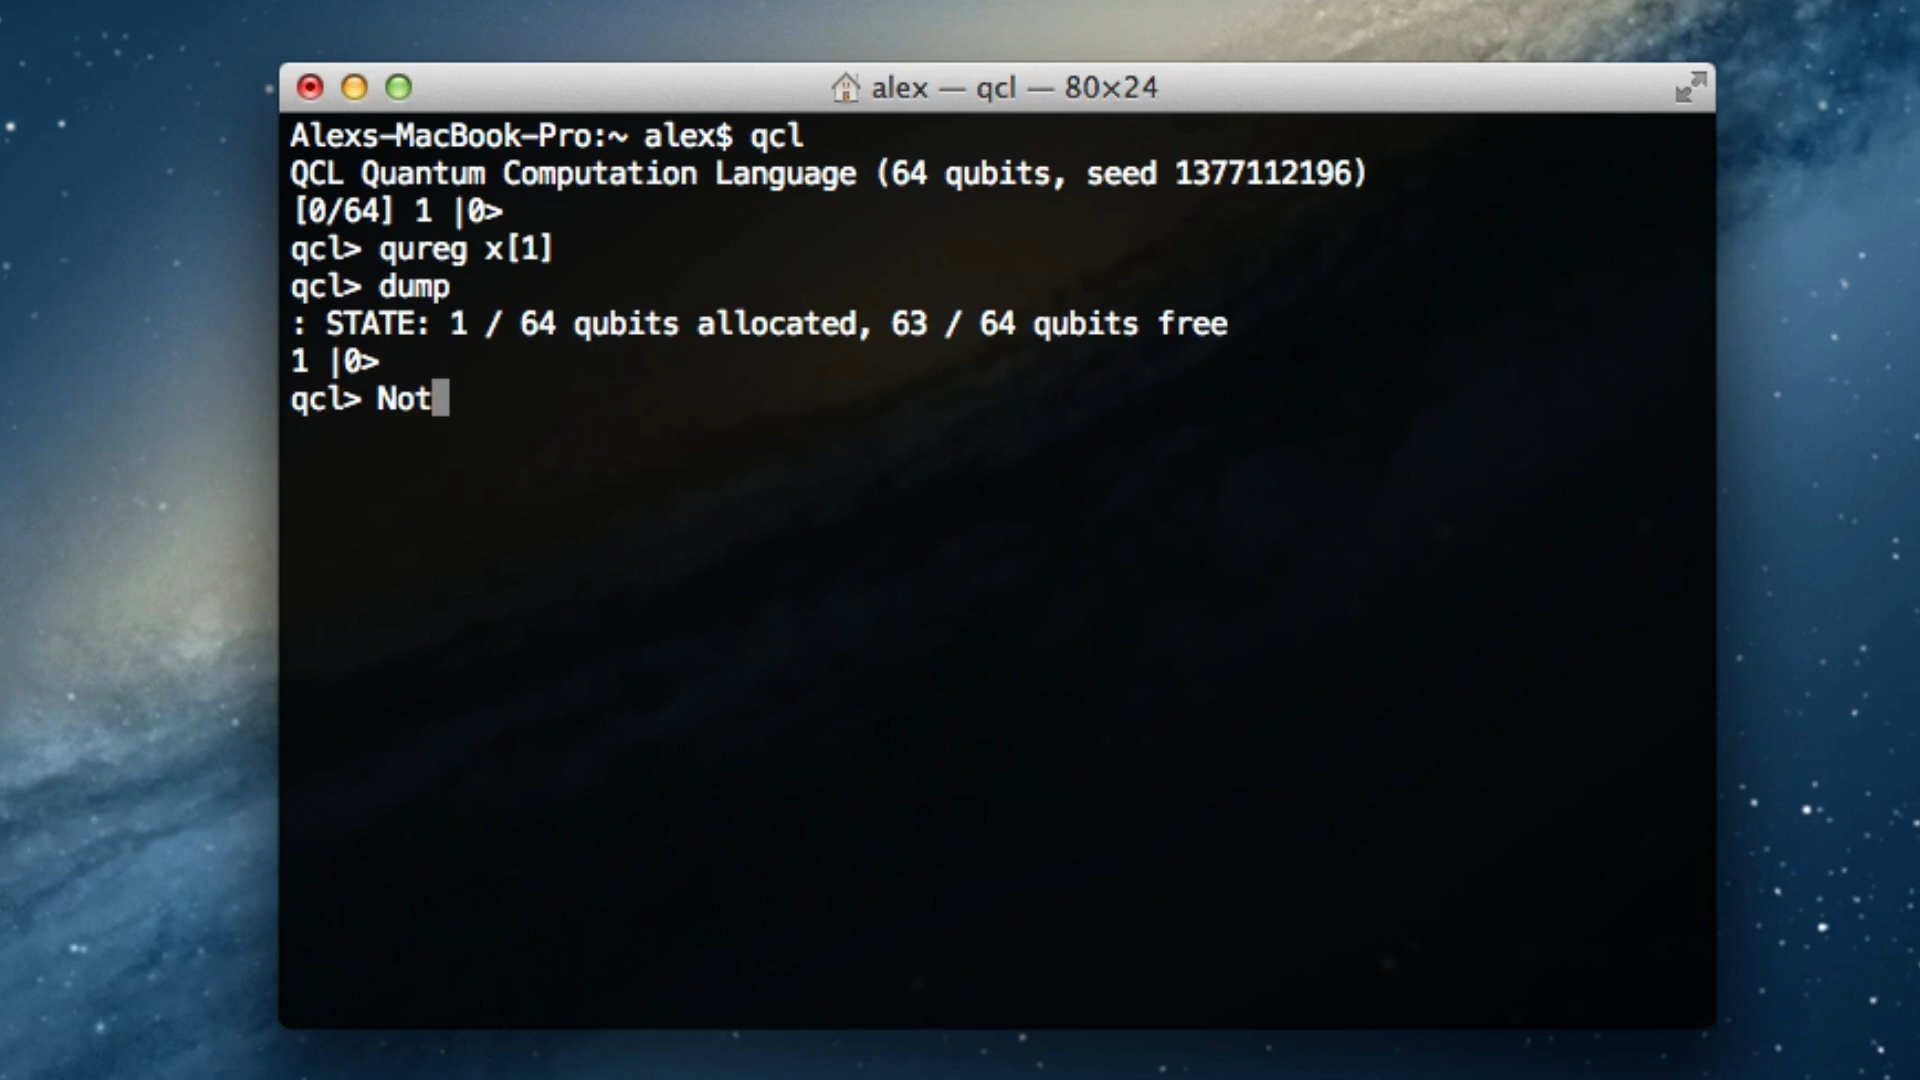 alex — qcl — 80×24
Alexs-MacBook-Pro:~ alex$ qcl
QCL Quantum Computation Language (64 qubits, seed 1377112196)
[0/64] 1 |0>
qcl> qureg x[1]
qcl> dump
: STATE: 1 / 64 qubits allocated, 63 / 64 qubits free
1 |0>
qcl> Not